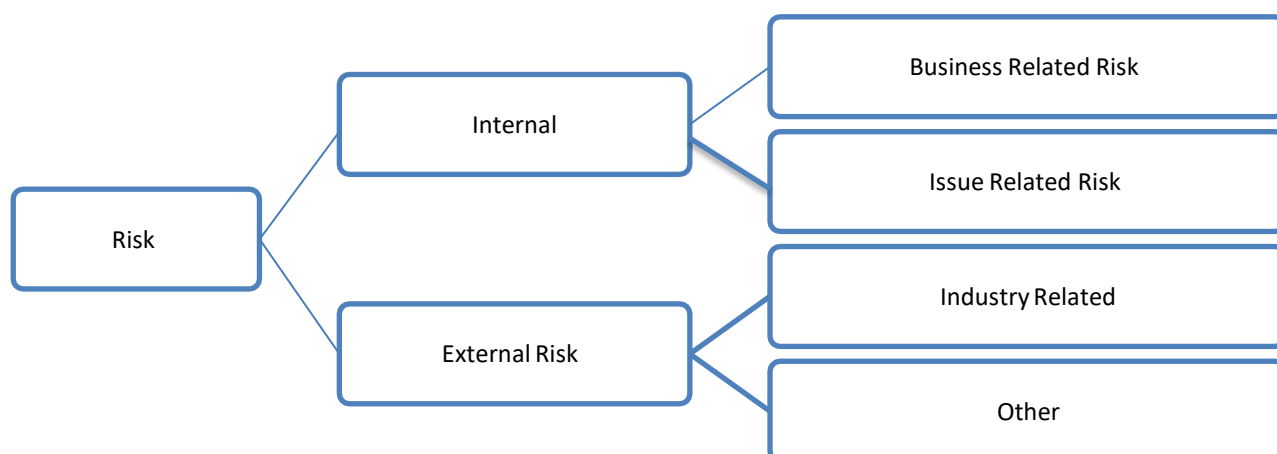 Business Related Risk
Internal
Issue Related Risk
Risk
Industry Related
External Risk
Other